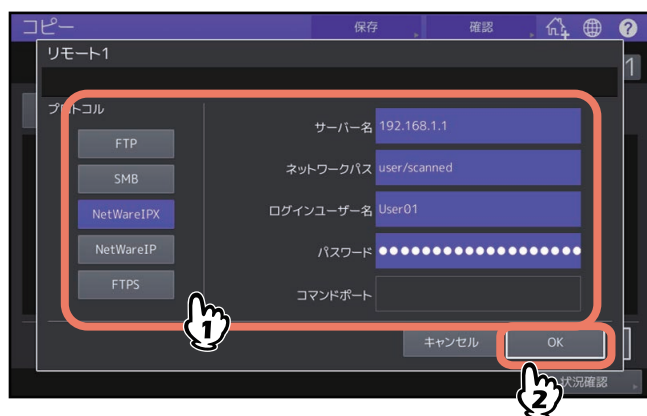 コピー 保存 確認 ?
リモート1
1
プロトコル
FTP
SMB
NetWareIPX
NetWareIP
FTPS
サーバー名 192.168.1.1
ネットワークパス user/scanned
ログインユーザー名 User01
パスワード ●●●●●●●●●●●●●●●●●●●
コマンドポート
1
キャンセル OK
2
状況確認